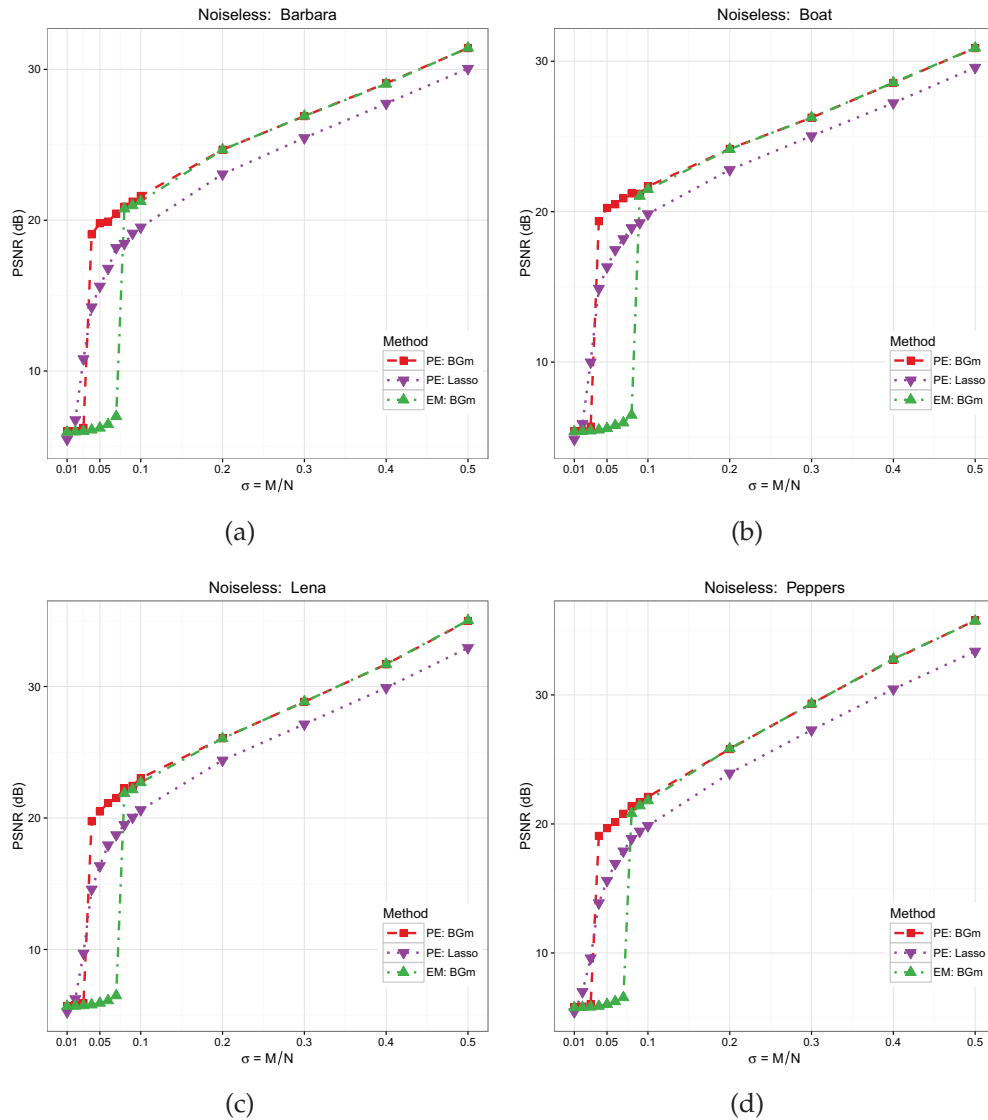 Noiseless: Barbara
30
20
10
PSNR (dB)
Method
PE: BGm
PE: Lasso
EM: BGm
0.01 0.05 0.1 0.2 0.3 0.4 0.5
σ = M/N
(a)
Noiseless: Boat
30
20
10
PSNR (dB)
Method
PE: BGm
PE: Lasso
EM: BGm
0.01 0.05 0.1 0.2 0.3 0.4 0.5
σ = M/N
(b)
Noiseless: Lena
30
20
10
PSNR (dB)
Method
PE: BGm
PE: Lasso
EM: BGm
0.01 0.05 0.1 0.2 0.3 0.4 0.5
σ = M/N
(c)
Noiseless: Peppers
30
20
10
PSNR (dB)
Method
PE: BGm
PE: Lasso
EM: BGm
0.01 0.05 0.1 0.2 0.3 0.4 0.5
σ = M/N
(d)